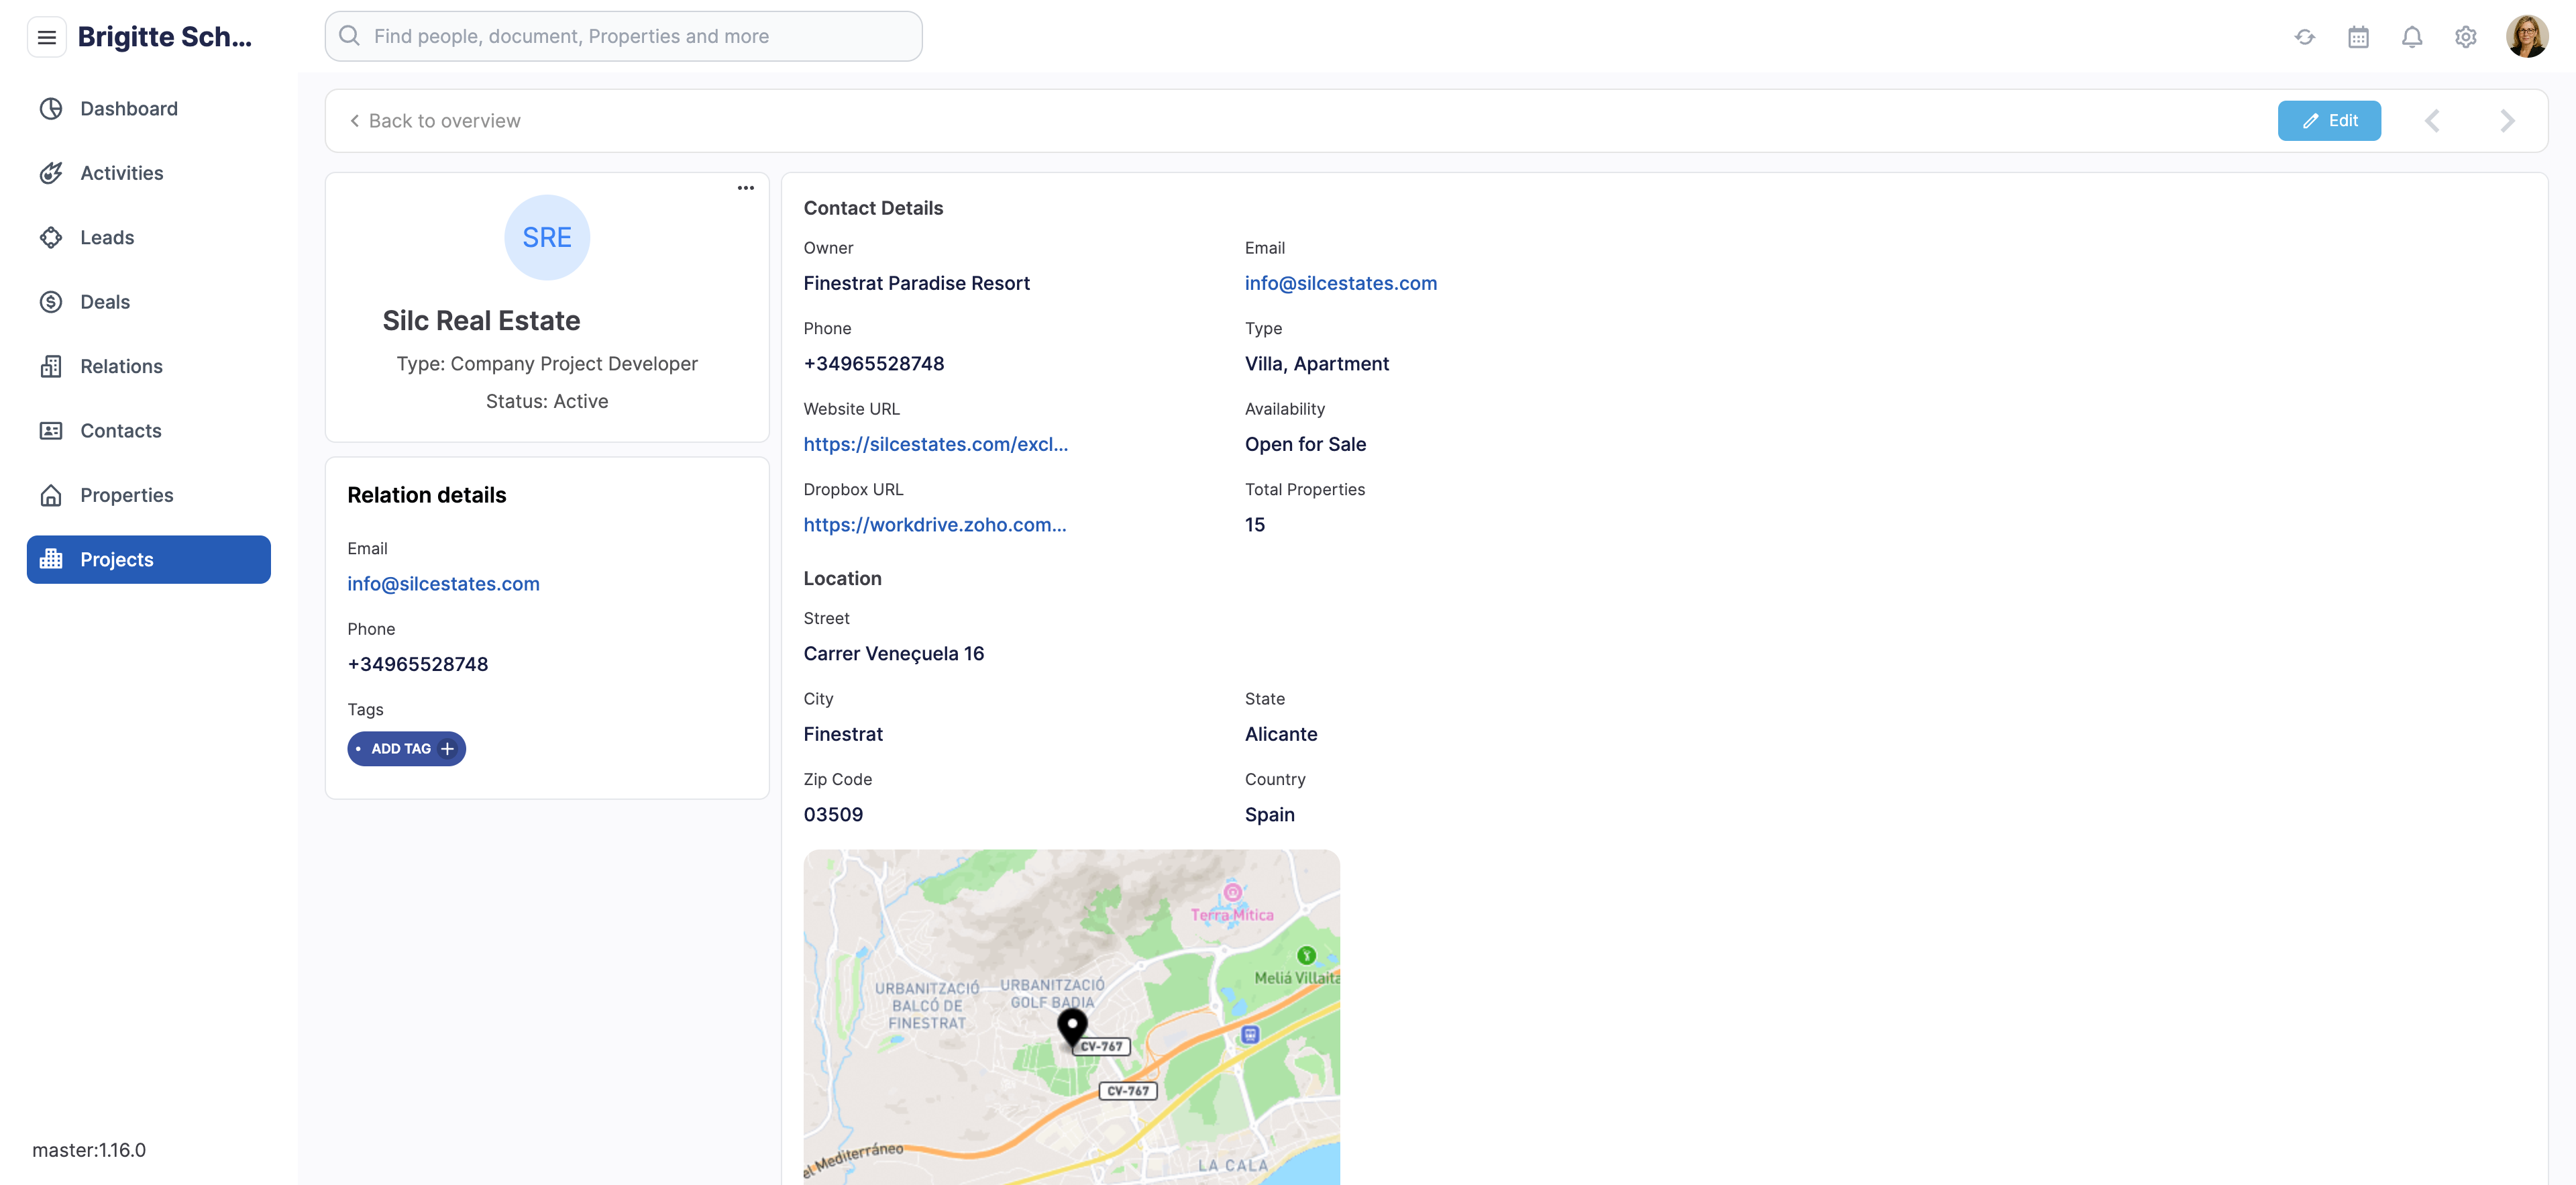 Brigitte Sch...
Find people, document, Properties and more
Dashboard
Activities
Leads
Deals
Relations
Contacts
Properties
Projects
master:1.16.0
Back to overview
Edit
SRE
Silc Real Estate
Type: Company Project Developer
Status: Active
Relation details
Email
info@silcestates.com
Phone
+34965528748
Tags
ADD TAG
Contact Details
Owner
Finestrat Paradise Resort
Email
info@silcestates.com
Phone
+34965528748
Type
Villa, Apartment
Website URL
https://silcestates.com/excl...
Availability
Open for Sale
Dropbox URL
https://workdrive.zoho.com...
Total Properties
15
Location
Street
Carrer Veneçuela 16
City
Finestrat
State
Alicante
Zip Code
03509
Country
Spain
Terra Mítica
Meliá Villaita
URBANITZACIÓ
BALCÓ DE
FINESTRAT
URBANITZACIÓ
GOLF BADIA
CV-767
CV-767
el Mediterráneo
LA CALA